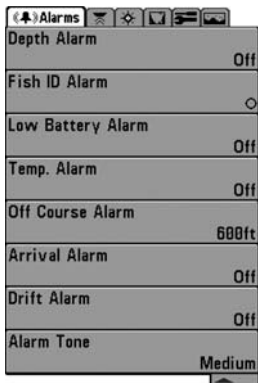 Alarms
Depth Alarm
Off
Fish ID Alarm
Low Battery Alarm
Off
Temp. Alarm
Off
Off Course Alarm
600ft
Arrival Alarm
Off
Drift Alarm
Off
Alarm Tone
Medium